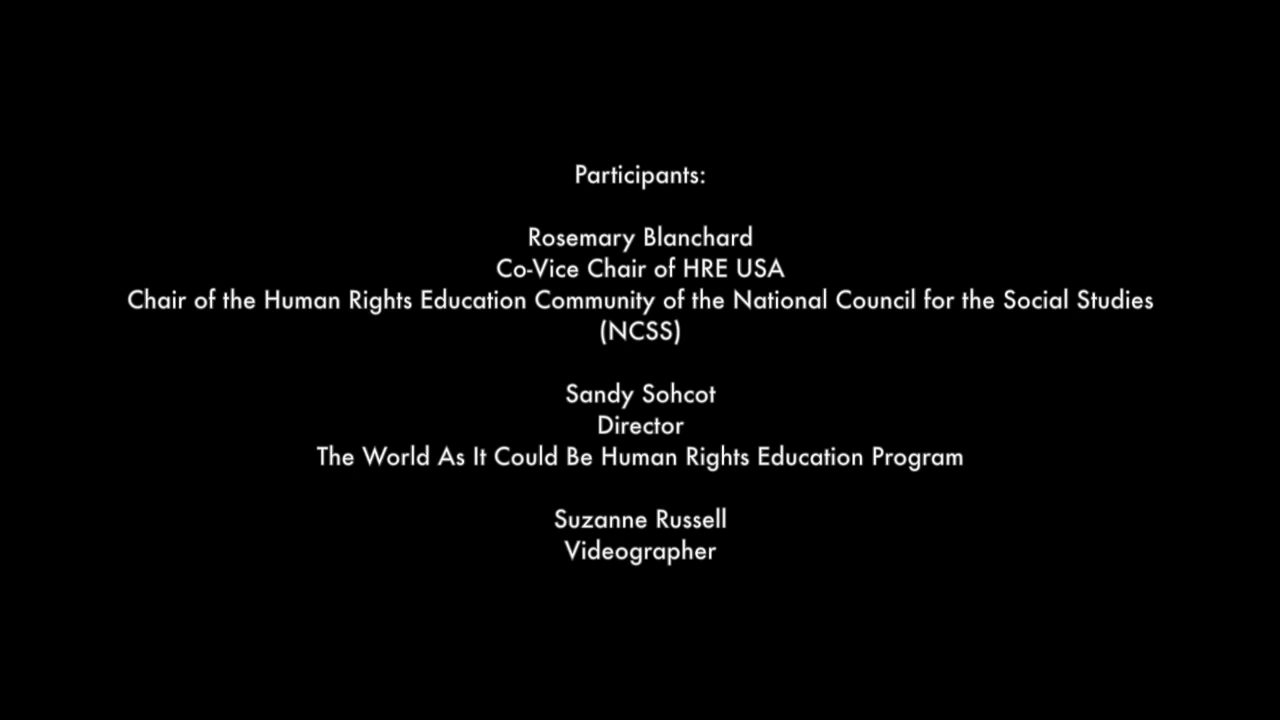 Participants:
Rosemary Blanchard
Co-Vice Chair of HRE USA
Chair of the Human Rights Education Community of the National Council for the Social Studies
(NCSS)
Sandy Sohcot
Director
The World As It Could Be Human Rights Education Program
Suzanne Russell
Videographer